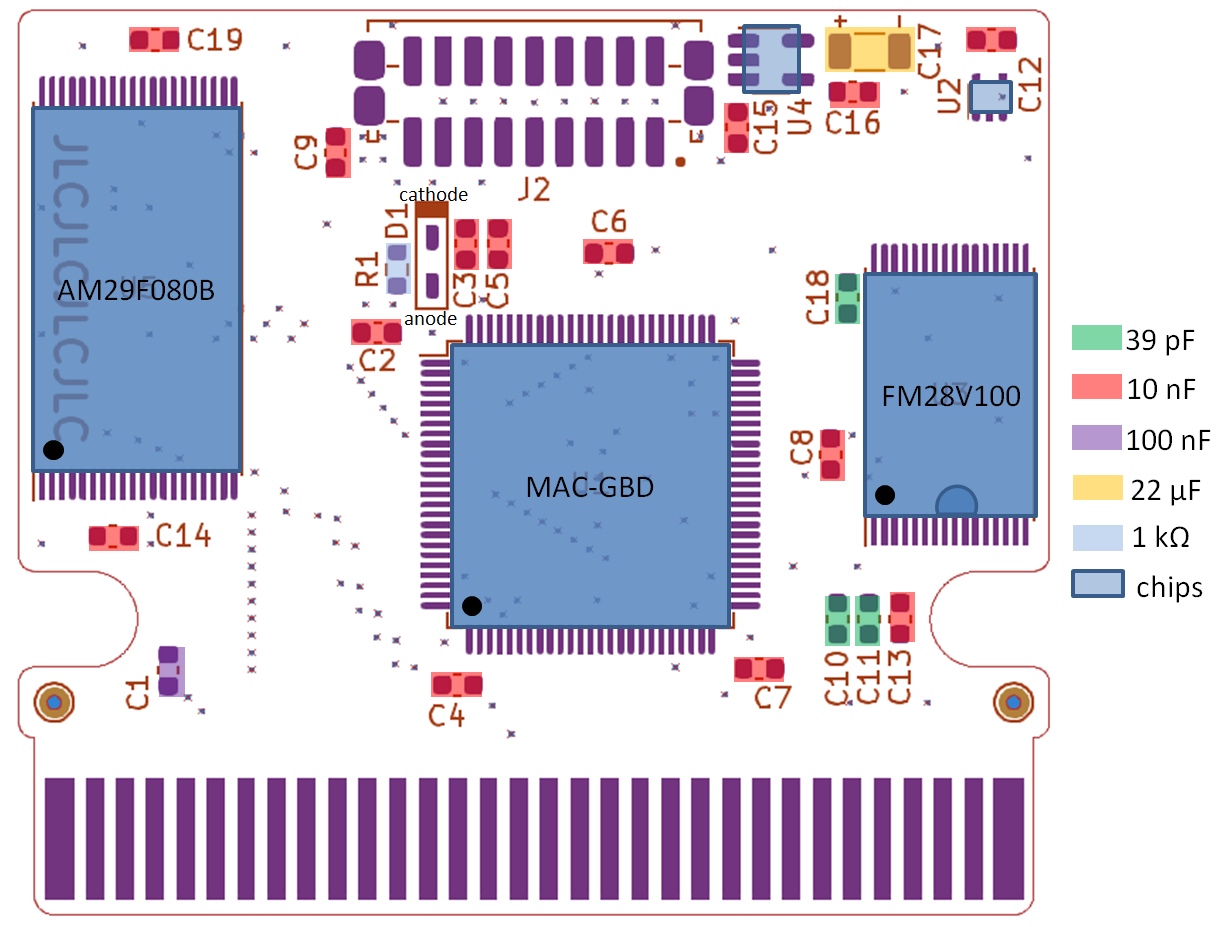 C19
C17
C12
U2
C15
U4
C16
C9
J2
cathode
D1
R1
C3
C5
C6
anode
C2
C18
JLCJLCJLCJLC
AM29F080B
FM28V100
MAC-GBD
C8
C14
C1
C4
C7
C10
C11
C13
+
39 pF
10 nF
100 nF
22 µF
1 kΩ
chips